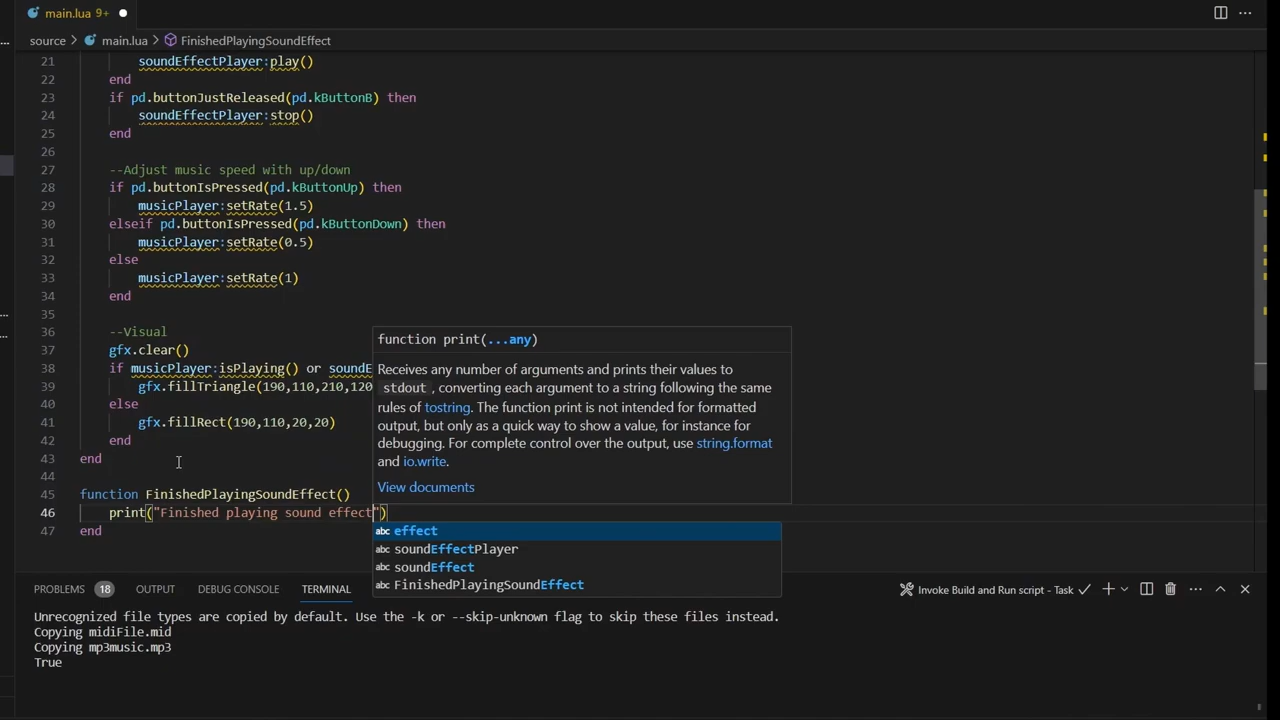 main.lua 9+
source > main.lua > FinishedPlayingSoundEffect
21 soundEffectPlayer:play()
22 end
23 if pd.buttonJustReleased(pd.kButtonB) then
24 soundEffectPlayer:stop()
25 end
26
27 --Adjust music speed with up/down
28 if pd.buttonIsPressed(pd.kButtonUp) then
29 musicPlayer:setRate(1.5)
30 elseif pd.buttonIsPressed(pd.kButtonDown) then
31 musicPlayer:setRate(0.5)
32 else
33 musicPlayer:setRate(1)
34 end
35
36 --Visual
37 gfx.clear()
38 if musicPlayer:isPlaying() or soundE
39 gfx.fillTriangle(190,110,210,120
40 else
41 gfx.fillRect(190,110,20,20)
42 end
43 end
44
45 function FinishedPlayingSoundEffect()
46 print("Finished playing sound effect")
47 end
function print(...any)
Receives any number of arguments and prints their values to
stdout, converting each argument to a string following the same
rules of tostring. The function print is not intended for formatted
output, but only as a quick way to show a value, for instance for
debugging. For complete control over the output, use string.format
and io.write.
View documents
abc effect
abc soundEffectPlayer
abc soundEffect
abc FinishedPlayingSoundEffect
PROBLEMS 18 OUTPUT DEBUG CONSOLE TERMINAL Invoke Build and Run script - Task
Unrecognized file types are copied by default. Use the -k or --skip-unknown flag to skip these files instead.
Copying midiFile.mid
Copying mp3music.mp3
True